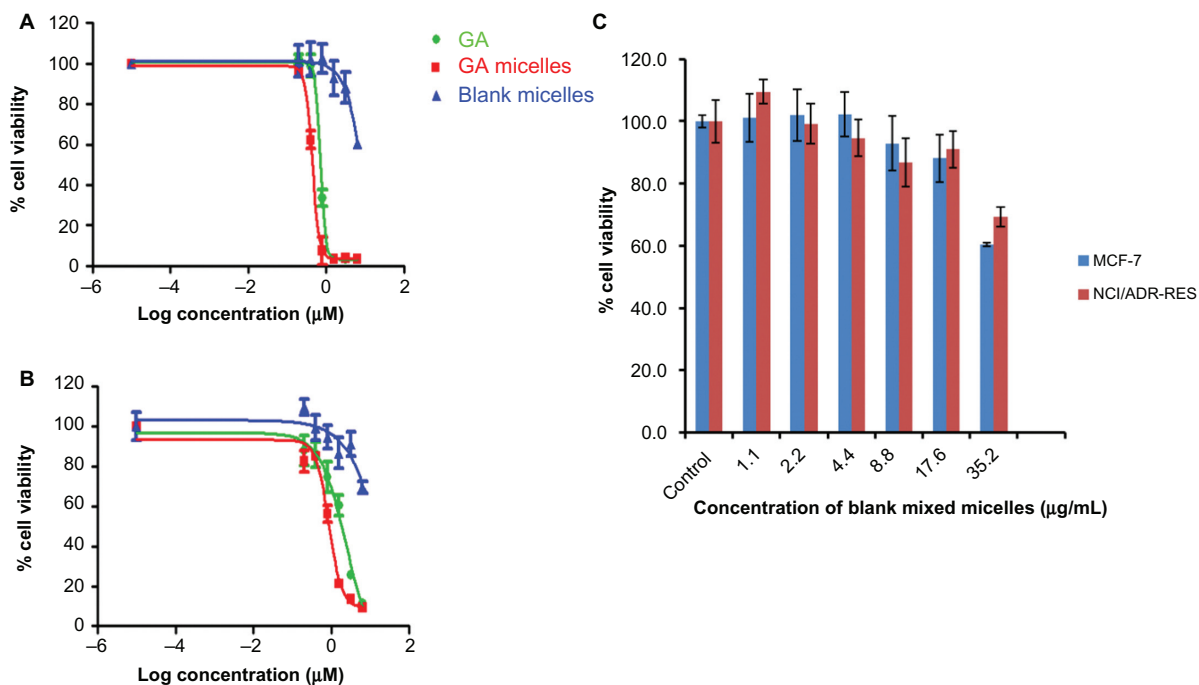 A
% cell viability
120
100
80
60
40
20
0
−6
−4
−2
0
2
Log concentration (µM)
GA
GA micelles
Blank micelles
B
% cell viability
120
100
80
60
40
20
0
−6
−4
−2
0
2
Log concentration (µM)
C
% cell viability
120.0
100.0
80.0
60.0
40.0
20.0
0.0
Control
1.1
2.2
4.4
8.8
17.6
35.2
Concentration of blank mixed micelles (µg/mL)
MCF-7
NCI/ADR-RES